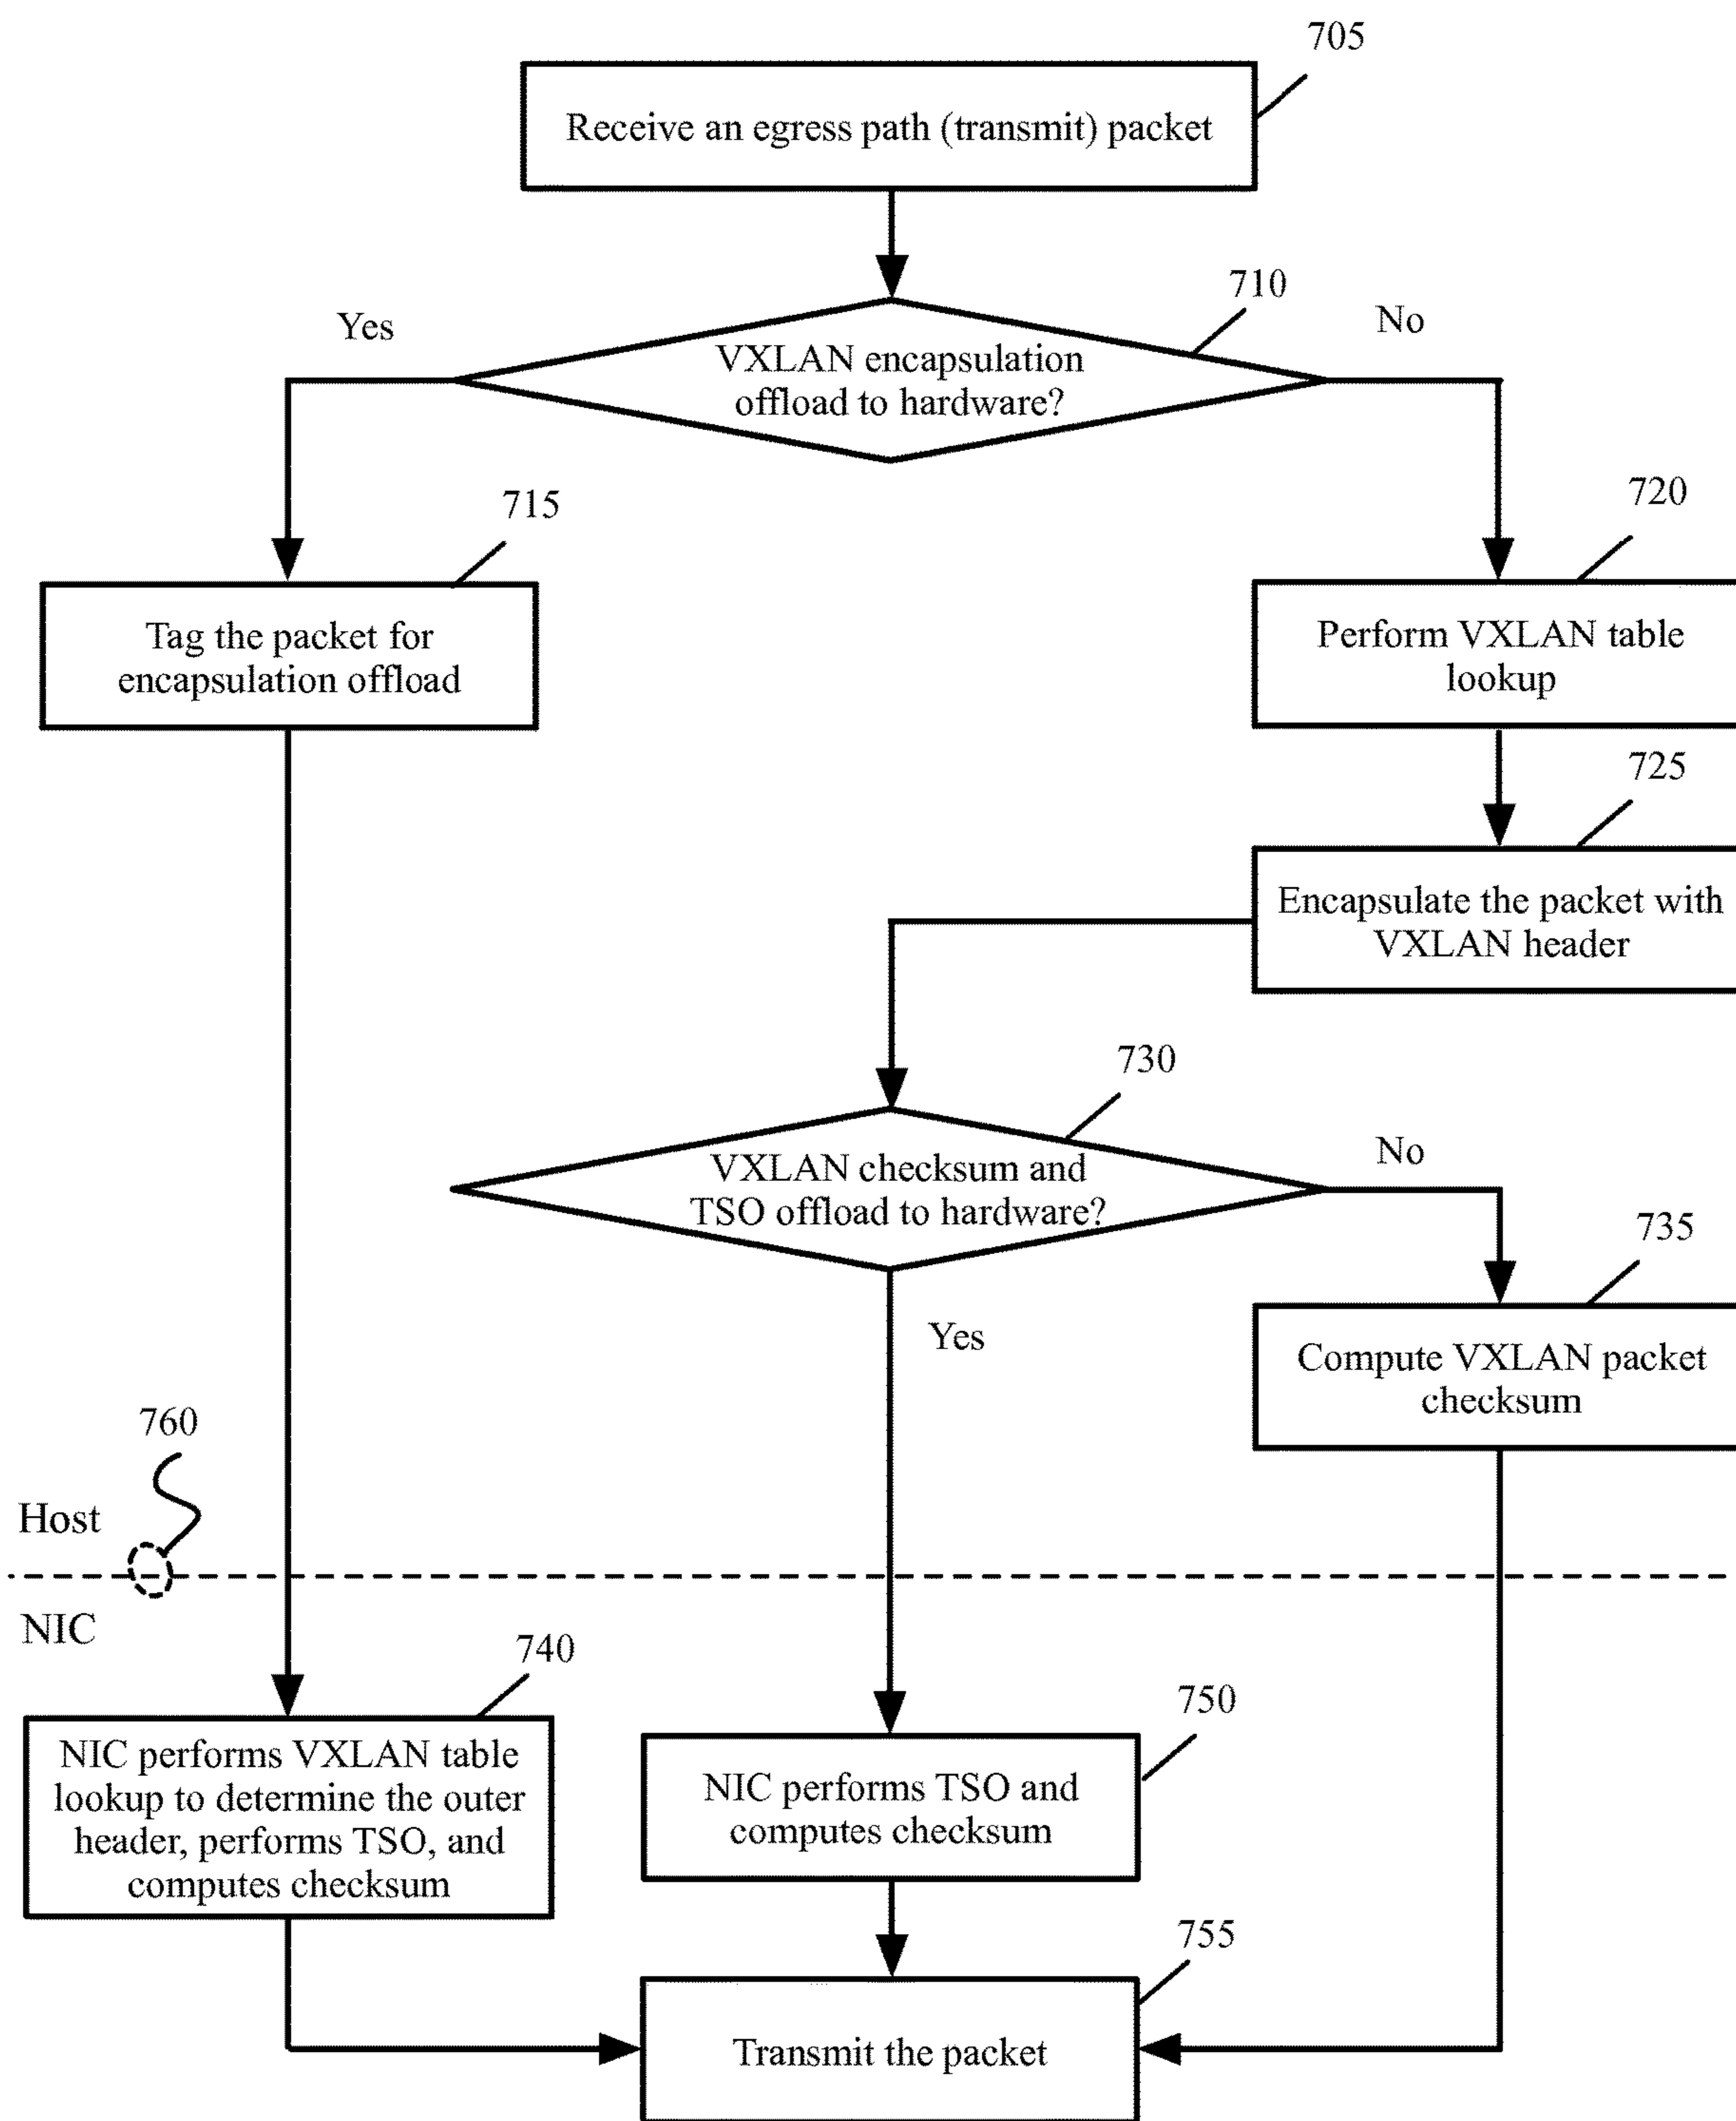 705
Receive an egress path (transmit) packet
710
Yes
No
VXLAN encapsulation
offload to hardware?
715
720
Tag the packet for
encapsulation offload
Perform VXLAN table
lookup
725
Encapsulate the packet with
VXLAN header
730
No
VXLAN checksum and
TSO offload to hardware?
735
Yes
Compute VXLAN packet
checksum
760
Host
NIC
740
750
NIC performs VXLAN table
lookup to determine the outer
header, performs TSO, and
computes checksum
NIC performs TSO and
computes checksum
755
Transmit the packet